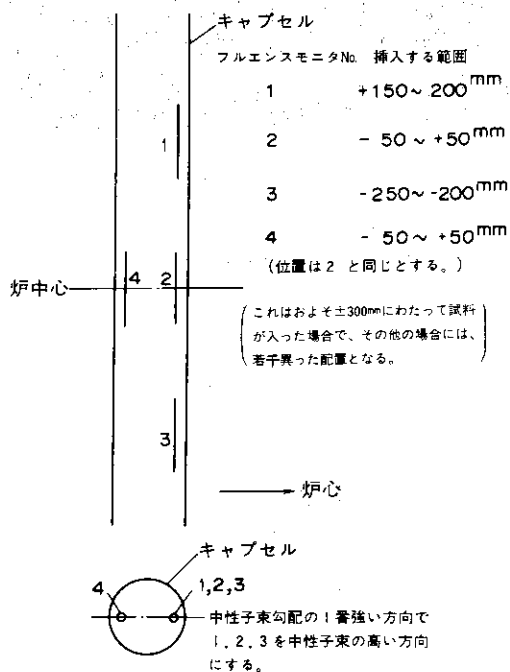 キャプセル
フルエンスモニタNo. 挿入する範囲
1 +150～200mm
2 -50～+50mm
3 -250～-200mm
4 -50～+50mm
(位置は2と同じとする。)
1
4 2
炉中心
これはおよそ±300mmにわたって試料
が入った場合で、その他の場合には、
若干異った配置となる。
3
炉心
キャプセル
4 1,2,3
中性子束勾配の1番強い方向で
1,2,3を中性子束の高い方向
にする。